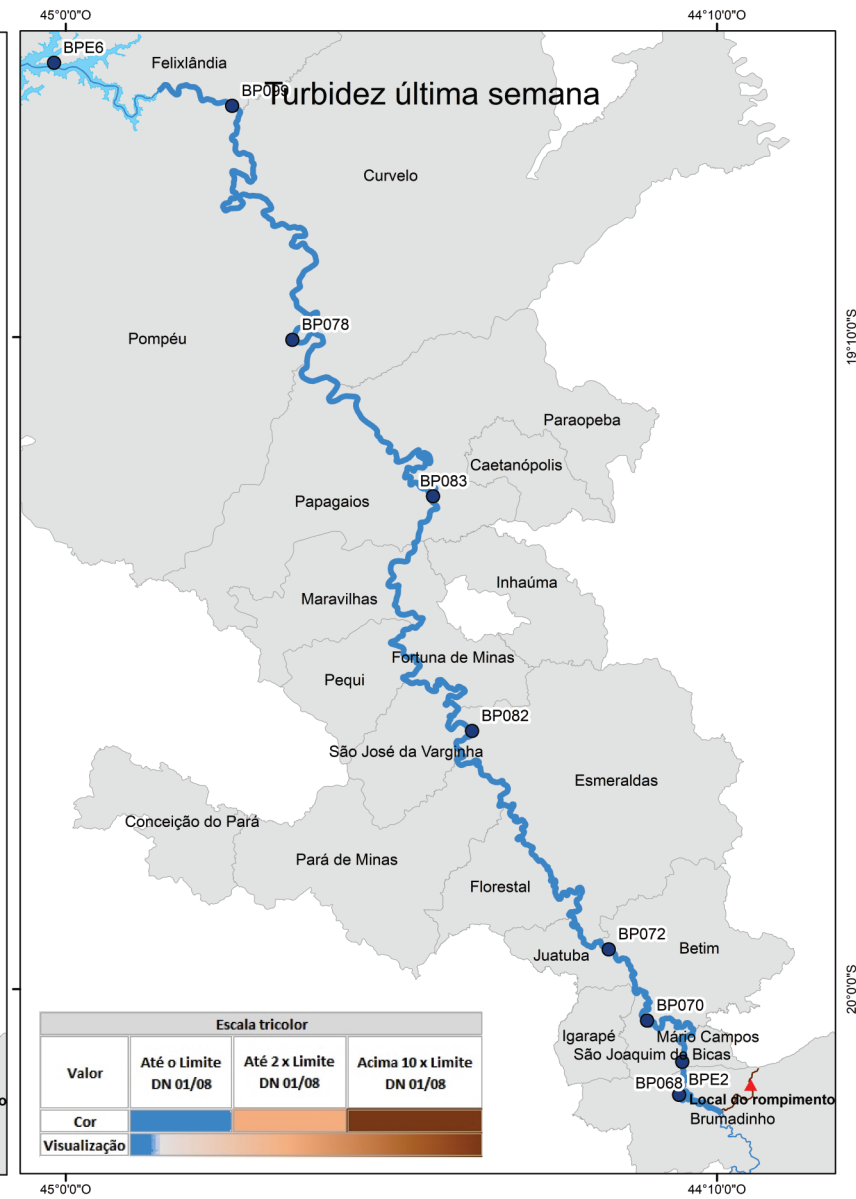 45°0'0"O
44°10'0"O
BPE6
Felixlândia
BP099
Turbidez última semana
Curvelo
BP078
Pompéu
19°10'0"S
Paraopeba
Caetanópolis
BP083
Papagaios
Inhaúma
Maravilhas
Fortuna de Minas
Pequi
BP082
São José da Varginha
Esmeraldas
Conceição do Pará
Pará de Minas
Florestal
BP072
Betim
Juatuba
20°0'0"S
BP070
Igarapé
Mário Campos
São Joaquim de Bicas
BP068
BPE2
Local do rompimento
Brumadinho
Escala tricolor
Valor
Até o Limite
DN 01/08
Até 2 x Limite
DN 01/08
Acima 10 x Limite
DN 01/08
Cor
Visualização
o
45°0'0"O
44°10'0"O